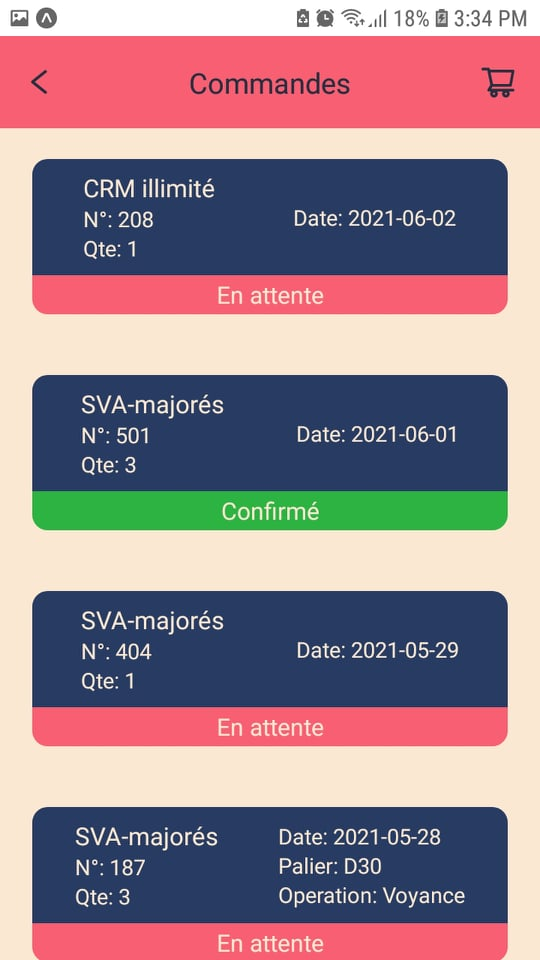 18% 3:34 PM
Commandes
CRM illimité
N°: 208
Date: 2021-06-02
Qte: 1
En attente
SVA-majorés
N°: 501
Date: 2021-06-01
Qte: 3
Confirmé
SVA-majorés
N°: 404
Date: 2021-05-29
Qte: 1
En attente
SVA-majorés
N°: 187
Qte: 3
Date: 2021-05-28
Palier: D30
Operation: Voyance
En attente